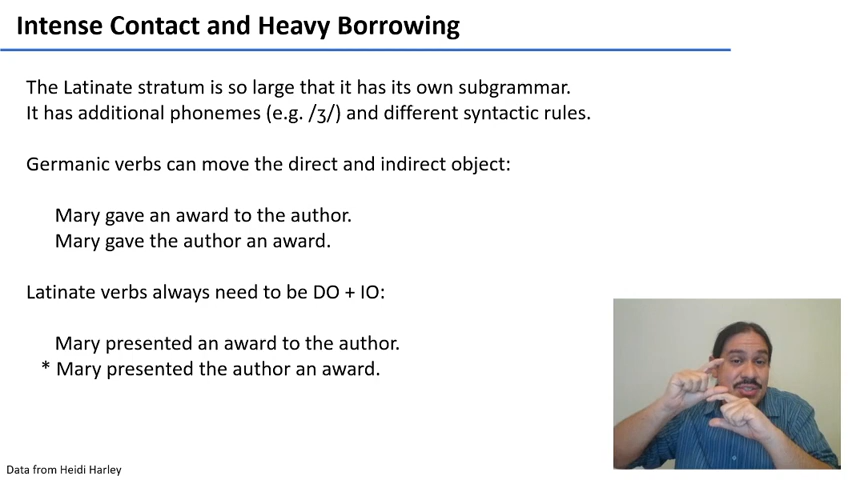 Intense Contact and Heavy Borrowing
The Latinate stratum is so large that it has its own subgrammar.
It has additional phonemes (e.g. /ʒ/) and different syntactic rules.
Germanic verbs can move the direct and indirect object:
Mary gave an award to the author.
Mary gave the author an award.
Latinate verbs always need to be DO + IO:
Mary presented an award to the author.
* Mary presented the author an award.
Data from Heidi Harley